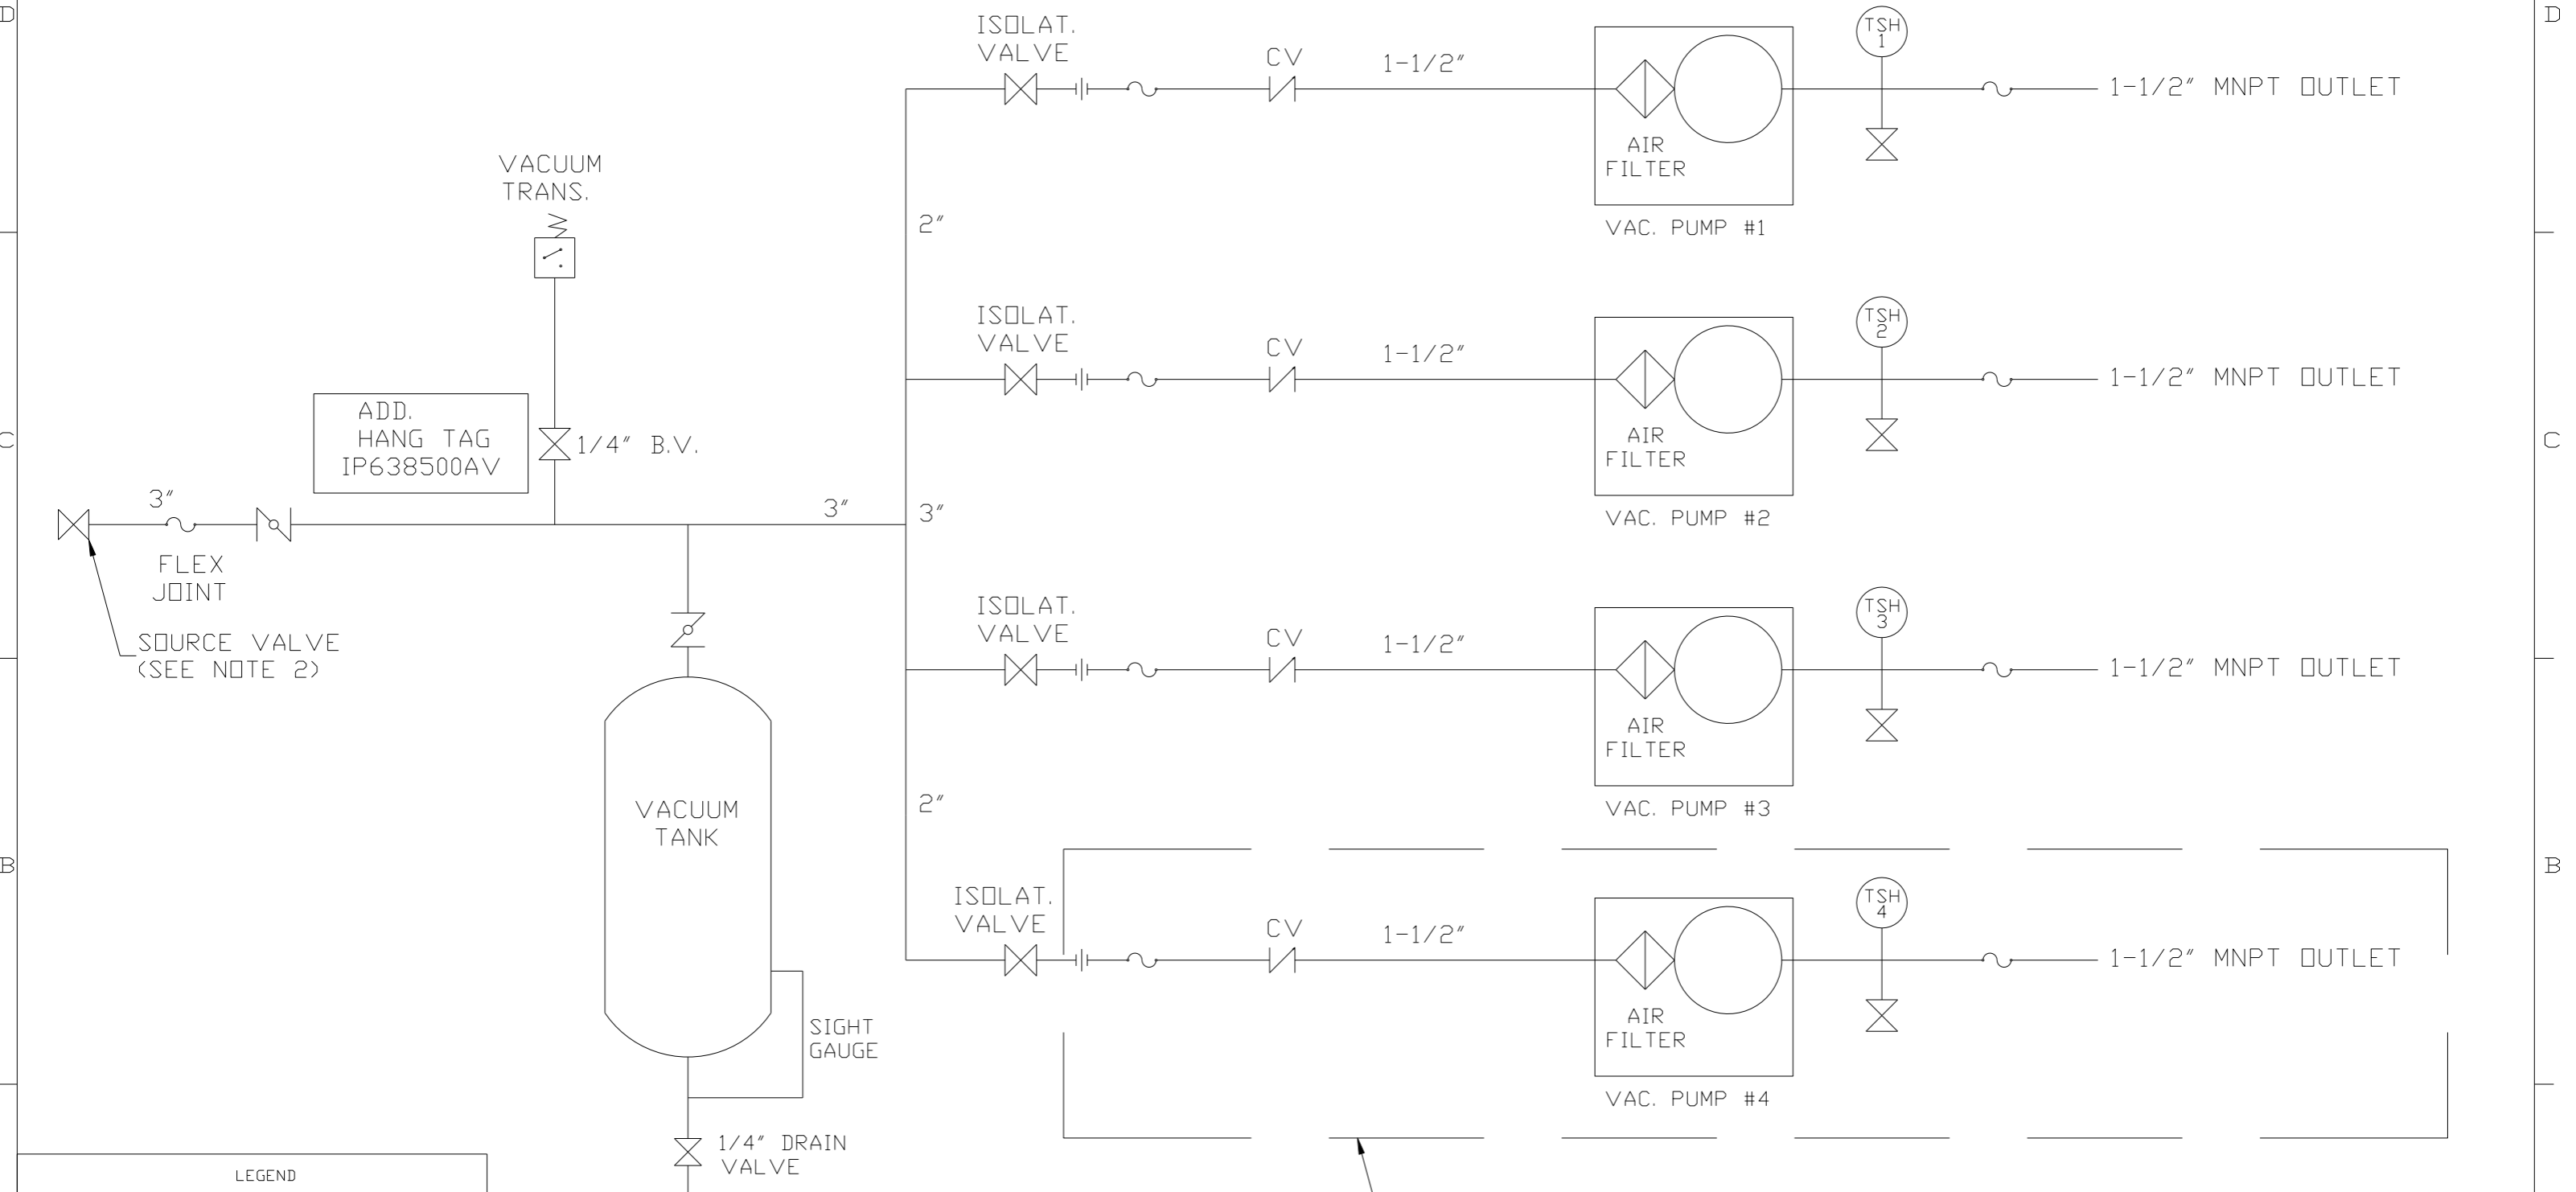 D
D
ISOLAT.
VALVE
CV
1-1/2"
TSH
1
1-1/2" MNPT OUTLET
AIR
FILTER
VAC. PUMP #1
VACUUM
TRANS.
2"
ISOLAT.
VALVE
CV
1-1/2"
TSH
2
1-1/2" MNPT OUTLET
AIR
FILTER
VAC. PUMP #2
ADD.
HANG TAG
IP638500AV
1/4" B.V.
C
C
3"
3"
3"
FLEX
JOINT
SOURCE VALVE
(SEE NOTE 2)
ISOLAT.
VALVE
CV
1-1/2"
TSH
3
1-1/2" MNPT OUTLET
AIR
FILTER
VAC. PUMP #3
VACUUM
TANK
2"
B
B
ISOLAT.
VALVE
CV
1-1/2"
TSH
4
1-1/2" MNPT OUTLET
AIR
FILTER
VAC. PUMP #4
SIGHT
GAUGE
1/4" DRAIN
VALVE
LEGEND